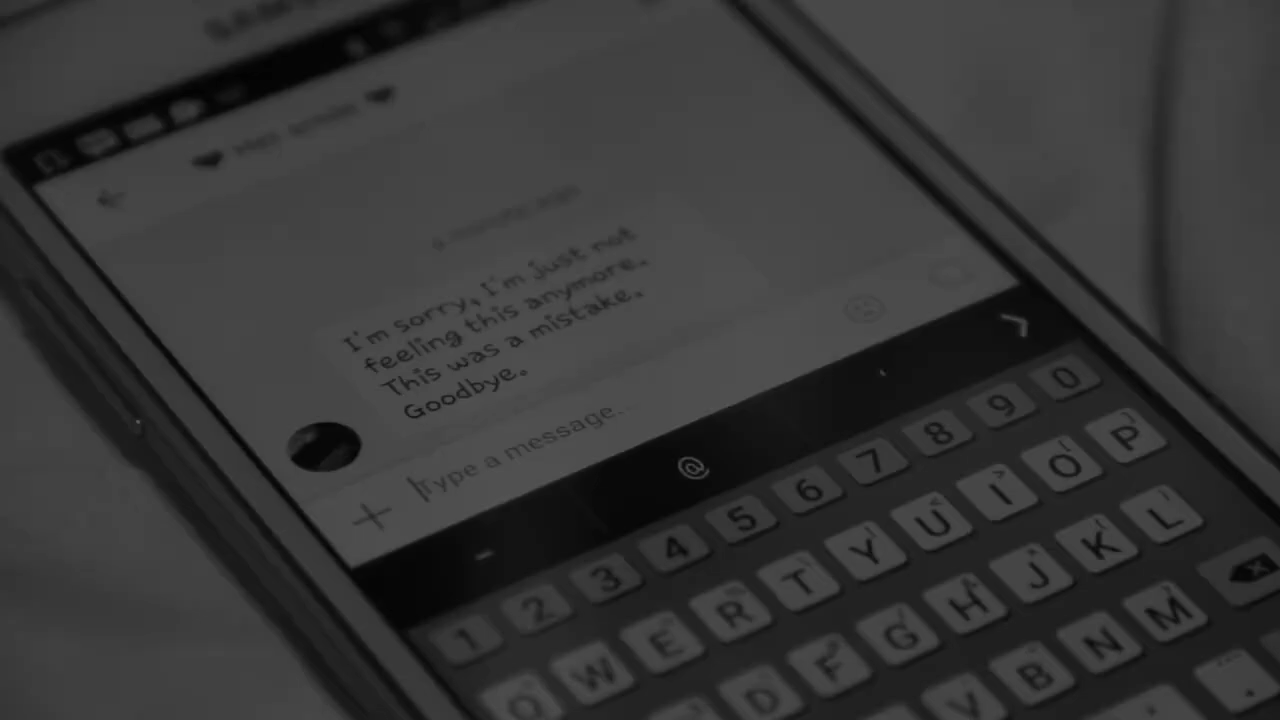 I'm sorry, I'm just not
feeling this anymore.
This was a mistake.
Goodbye.
Type a message...
@
1 2 3 4 5 6 7 8 9 0
Q W E R T Y U I O P
D F G H J K L
V B N M